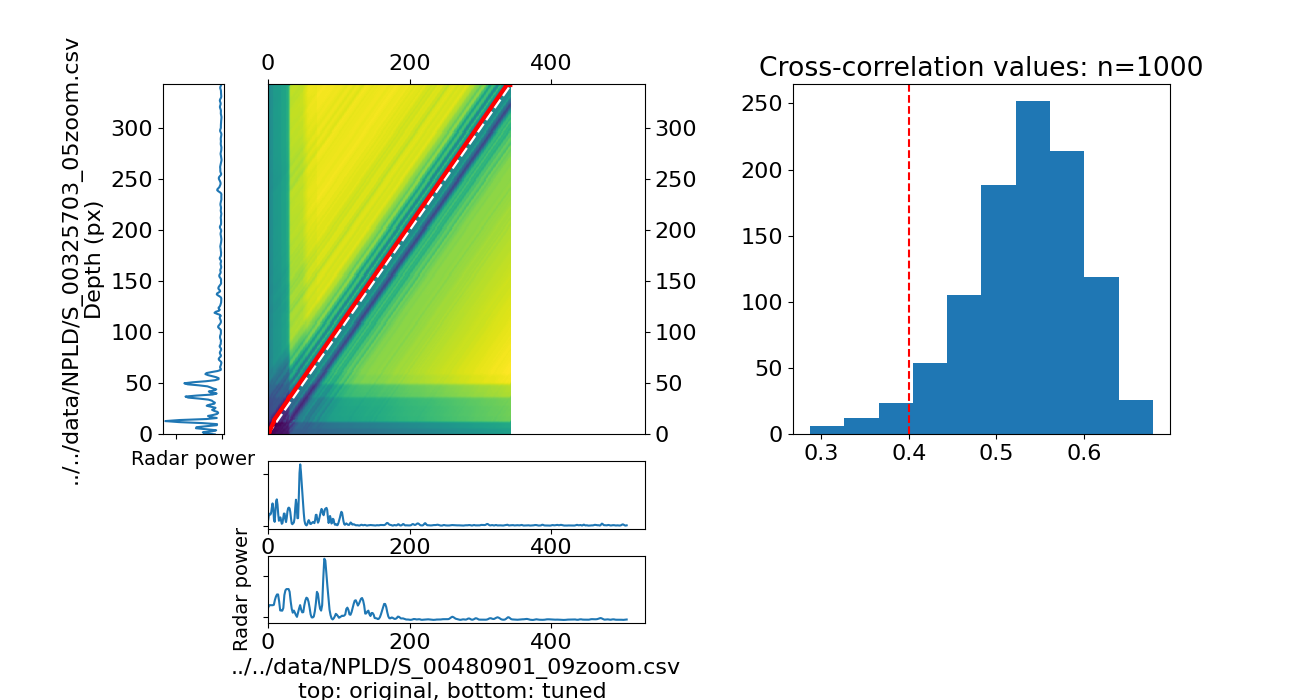 0 200 400
Cross-correlation values: n=1000
../../data/NPLD/S_00325703_05zoom.csv
Depth (px)
300
250
200
150
100
50
0
300
250
200
150
100
50
0
250
200
150
100
50
0
0.3 0.4 0.5 0.6
Radar power
0 200 400
Radar power
0 200 400
../../data/NPLD/S_00480901_09zoom.csv
top: original, bottom: tuned